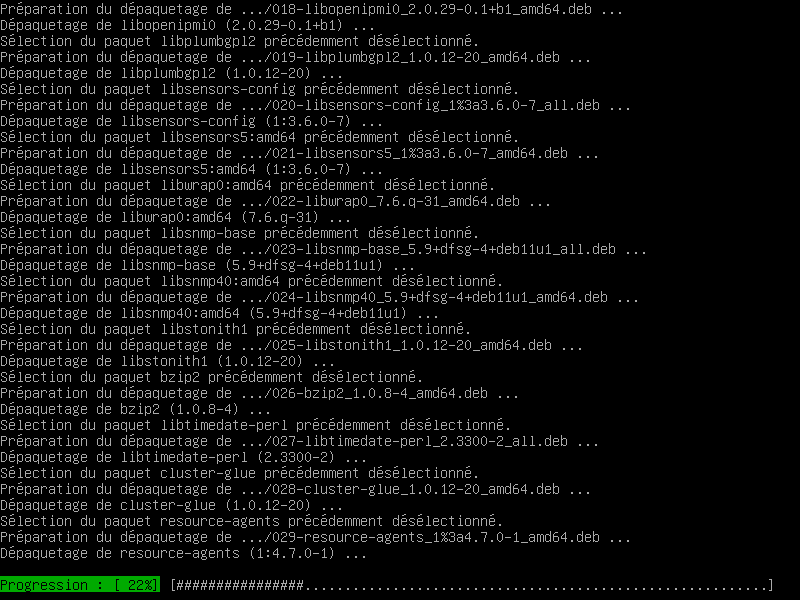 Préparation du dépaquetage de .../018-libopenipmi0_2.0.29-0.1+b1_amd64.deb ...
Dépaquetage de libopenipmi0 (2.0.29-0.1+b1) ...
Sélection du paquet libplumbgpl2 précédemment désélectionné.
Préparation du dépaquetage de .../019-libplumbgpl2_1.0.12-20_amd64.deb ...
Dépaquetage de libplumbgpl2 (1.0.12-20) ...
Sélection du paquet libsensors-config précédemment désélectionné.
Préparation du dépaquetage de .../020-libsensors-config_1%3a3.6.0-7_all.deb ...
Dépaquetage de libsensors-config (1:3.6.0-7) ...
Sélection du paquet libsensors5:amd64 précédemment désélectionné.
Préparation du dépaquetage de .../021-libsensors5_1%3a3.6.0-7_amd64.deb ...
Dépaquetage de libsensors5:amd64 (1:3.6.0-7) ...
Sélection du paquet libwrap0:amd64 précédemment désélectionné.
Préparation du dépaquetage de .../022-libwrap0_7.6.q-31_amd64.deb ...
Dépaquetage de libwrap0:amd64 (7.6.q-31) ...
Sélection du paquet libsnmp-base précédemment désélectionné.
Préparation du dépaquetage de .../023-libsnmp-base_5.9+dfsg-4+deb11u1_all.deb ...
Dépaquetage de libsnmp-base (5.9+dfsg-4+deb11u1) ...
Sélection du paquet libsnmp40:amd64 précédemment désélectionné.
Préparation du dépaquetage de .../024-libsnmp40_5.9+dfsg-4+deb11u1_amd64.deb ...
Dépaquetage de libsnmp40:amd64 (5.9+dfsg-4+deb11u1) ...
Sélection du paquet libstonith1 précédemment désélectionné.
Préparation du dépaquetage de .../025-libstonith1_1.0.12-20_amd64.deb ...
Dépaquetage de libstonith1 (1.0.12-20) ...
Sélection du paquet bzip2 précédemment désélectionné.
Préparation du dépaquetage de .../026-bzip2_1.0.8-4_amd64.deb ...
Dépaquetage de bzip2 (1.0.8-4) ...
Sélection du paquet libtimedate-perl précédemment désélectionné.
Préparation du dépaquetage de .../027-libtimedate-perl_2.3300-2_all.deb ...
Dépaquetage de libtimedate-perl (2.3300-2) ...
Sélection du paquet cluster-glue précédemment désélectionné.
Préparation du dépaquetage de .../028-cluster-glue_1.0.12-20_amd64.deb ...
Dépaquetage de cluster-glue (1.0.12-20) ...
Sélection du paquet resource-agents précédemment désélectionné.
Préparation du dépaquetage de .../029-resource-agents_1%3a4.7.0-1_amd64.deb ...
Dépaquetage de resource-agents (1:4.7.0-1) ...
Progression : [ 22%] [################..........................................................]